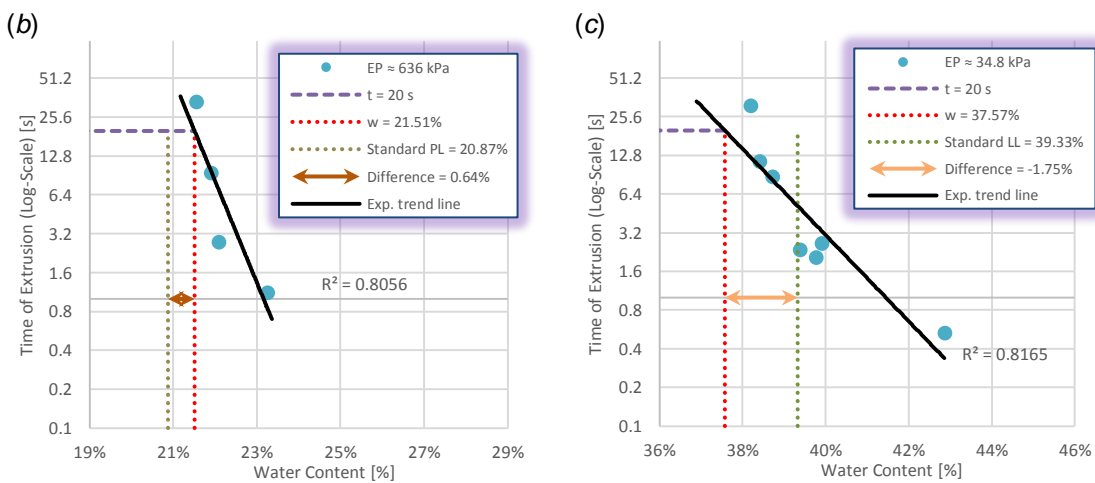 (b)
Time of Extrusion (Log-Scale) [s]
51.2
25.6
12.8
6.4
3.2
1.6
0.8
0.4
0.2
0.1
EP ≈ 636 kPa
t = 20 s
w = 21.51%
Standard PL = 20.87%
Difference = 0.64%
Exp. trend line
R² = 0.8056
19% 21% 23% 25% 27% 29%
Water Content [%]
(c)
Time of Extrusion (Log-Scale) [s]
51.2
25.6
12.8
6.4
3.2
1.6
0.8
0.4
0.2
0.1
EP ≈ 34.8 kPa
t = 20 s
w = 37.57%
Standard LL = 39.33%
Difference = -1.75%
Exp. trend line
R² = 0.8165
36% 38% 40% 42% 44% 46%
Water Content [%]